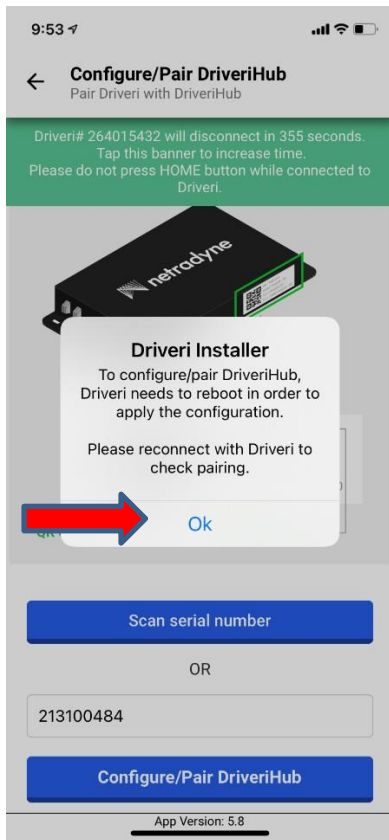 9:53
Configure/Pair DriveriHub
Pair Driveri with DriveriHub
Driveri# 264015432 will disconnect in 355 seconds.
Tap this banner to increase time.
Please do not press HOME button while connected to
Driveri.
netradyne
Driveri Installer
To configure/pair DriveriHub,
Driveri needs to reboot in order to
apply the configuration.
Please reconnect with Driveri to
check pairing.
Ok
Scan serial number
OR
213100484
Configure/Pair DriveriHub
App Version: 5.8